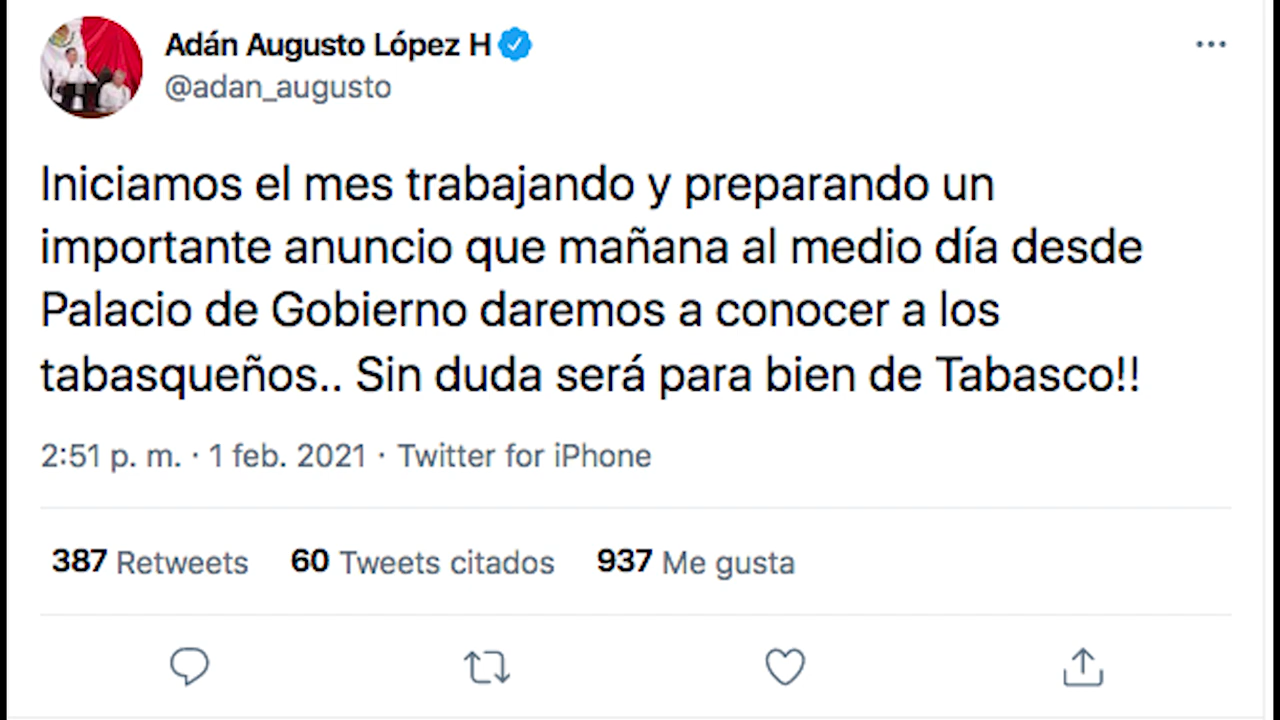 Adán Augusto López H
@adan_augusto
Iniciamos el mes trabajando y preparando un
importante anuncio que mañana al medio día desde
Palacio de Gobierno daremos a conocer a los
tabasqueños.. Sin duda será para bien de Tabasco!!
2:51 p. m. · 1 feb. 2021 · Twitter for iPhone
387 Retweets 60 Tweets citados 937 Me gusta